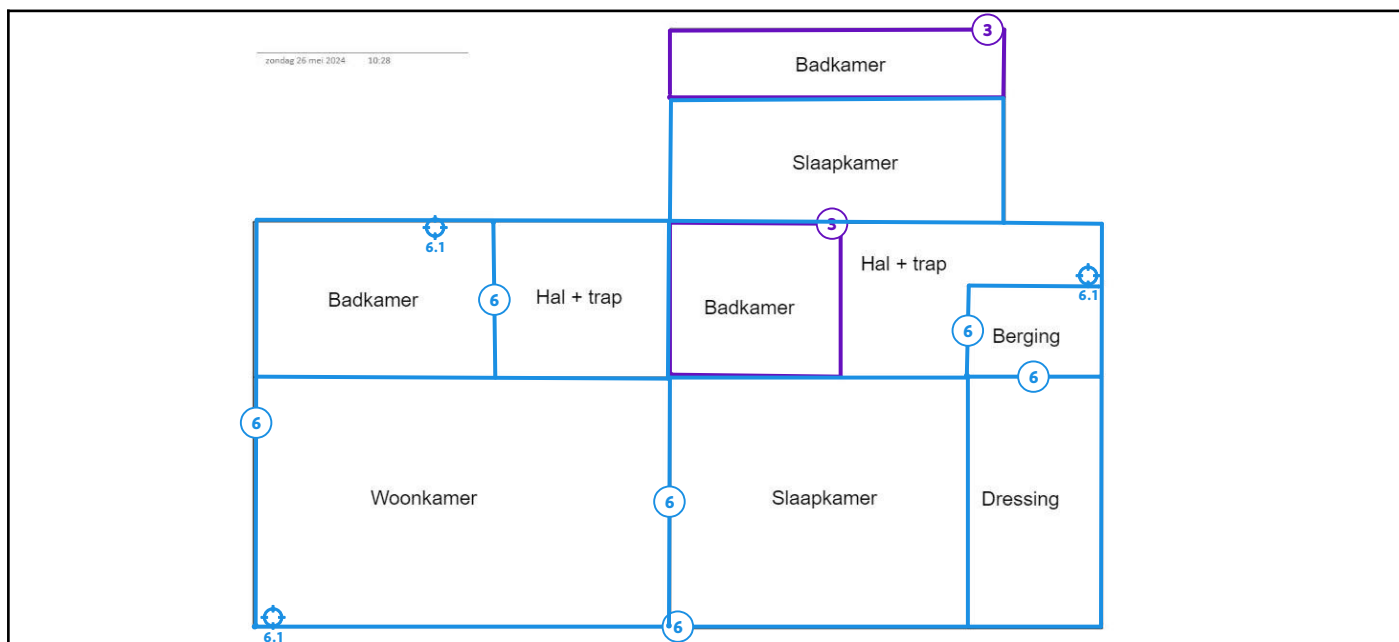 3
Badkamer
zondag 26 mei 2024 10:28
Slaapkamer
3
6.1
Hal + trap
6.1
Badkamer
6
Hal + trap
Badkamer
6
Berging
6
6
Woonkamer
6
Slaapkamer
Dressing
6.1
6